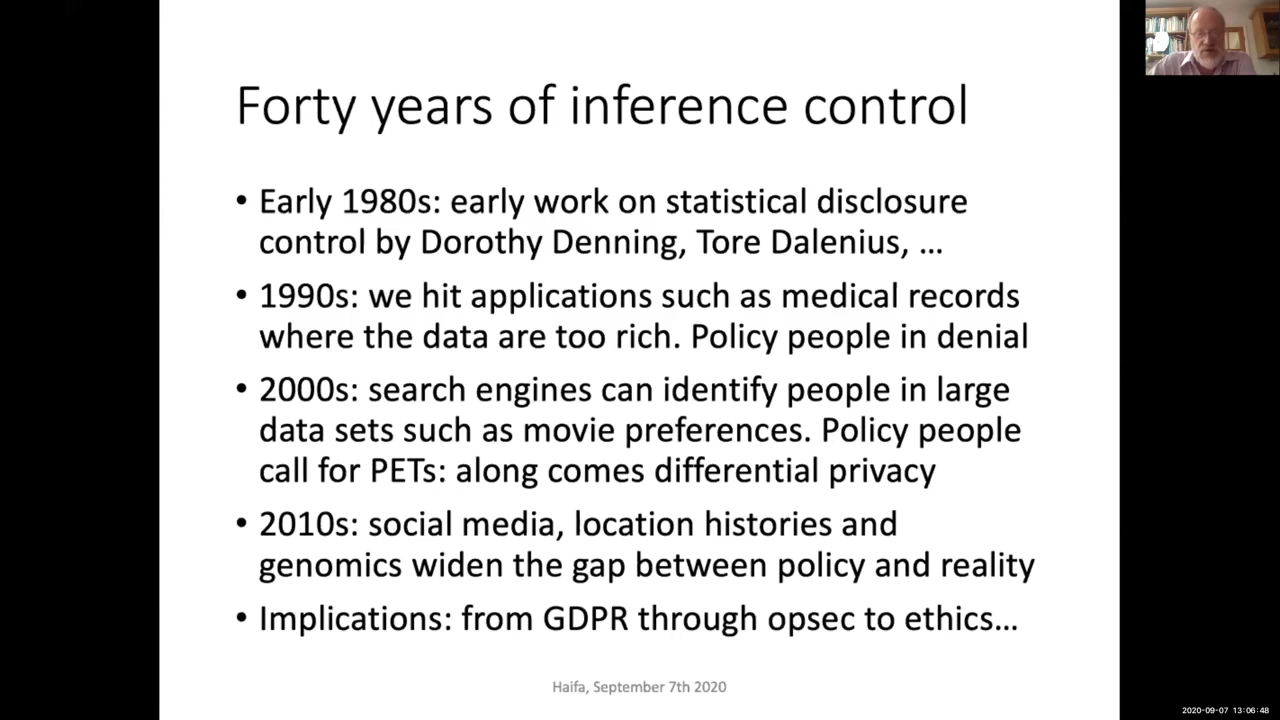 Forty years of inference control
• Early 1980s: early work on statistical disclosure
control by Dorothy Denning, Tore Dalenius, ...
• 1990s: we hit applications such as medical records
where the data are too rich. Policy people in denial
• 2000s: search engines can identify people in large
data sets such as movie preferences. Policy people
call for PETs: along comes differential privacy
• 2010s: social media, location histories and
genomics widen the gap between policy and reality
• Implications: from GDPR through opsec to ethics...
Haifa, September 7th 2020
2020-09-07 13:06:48